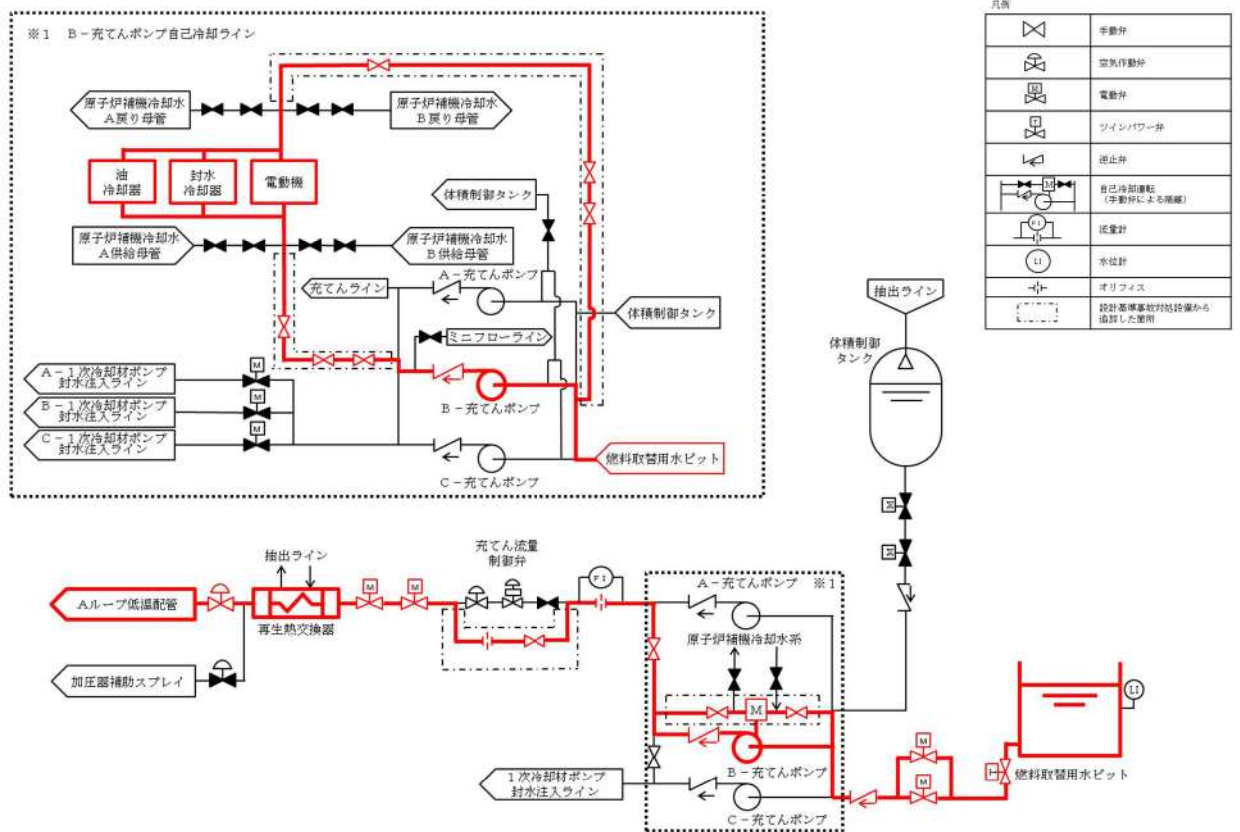 ※1 B-充てんポンプ自己冷却ライン
原子炉補機冷却水
A戻り母管
原子炉補機冷却水
B戻り母管
油
冷却器
封水
冷却器
電動機
体積制御タンク
原子炉補機冷却水
A供給母管
原子炉補機冷却水
B供給母管
A-充てんポンプ
充てんライン
体積制御タンク
ミニフローライン
A-1次冷却材ポンプ
封水注入ライン
B-1次冷却材ポンプ
封水注入ライン
C-1次冷却材ポンプ
封水注入ライン
M
M
M
B-充てんポンプ
燃料取替用水ピット
C-充てんポンプ
凡例
手動弁
空気作動弁
M
電動弁
T
ツインパワー弁
逆止弁
M
自己冷却運転
(手動弁による隔離)
FI
流量計
LI
水位計
オリフィス
設計基準事故対処設備から
追加した箇所
抽出ライン
体積制御
タンク
M
M
抽出ライン
充てん流量
制御弁
FI
A-充てんポンプ ※1
Aループ低温配管
M
M
再生熱交換器
原子炉補機冷却水系
加圧器補助スプレイ
M
LI
M
B-充てんポンプ
M
T
燃料取替用水ピット
1次冷却材ポンプ
封水注入ライン
C-充てんポンプ